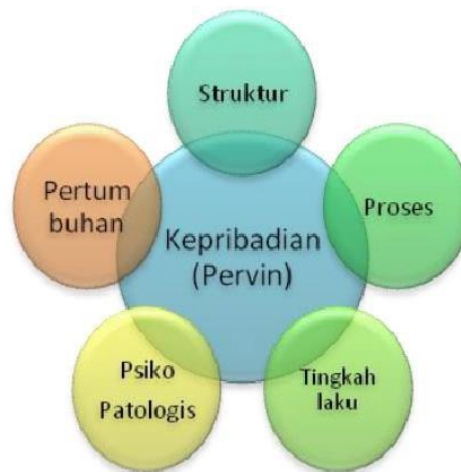 Struktur
Pertum
buhan
Proses
Kepribadian
(Pervin)
Psiko
Patologis
Tingkah
laku